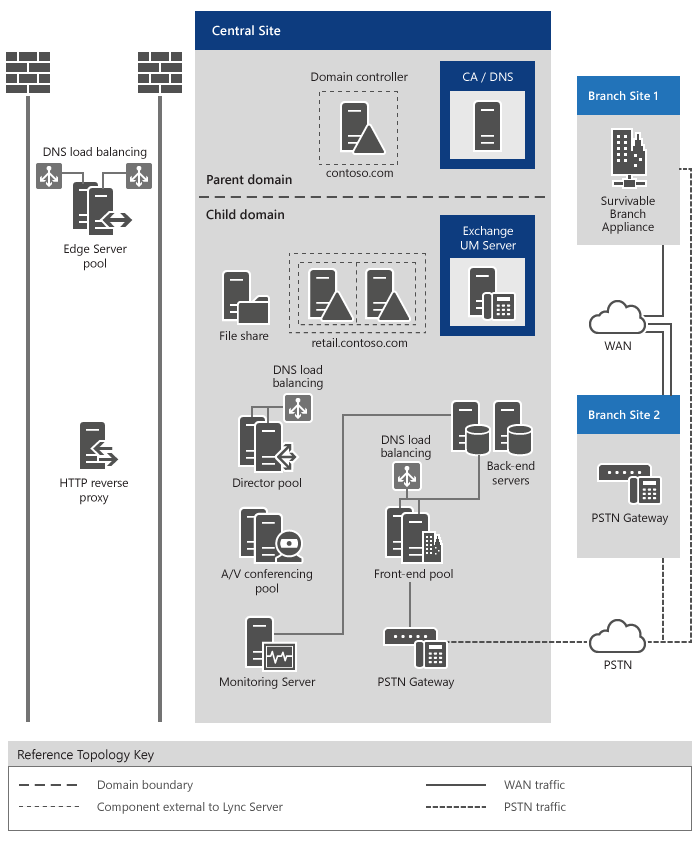 Central Site
Domain controller
CA / DNS
contoso.com
Parent domain
Child domain
Exchange
UM Server
File share
retail.contoso.com
DNS load balancing
Edge Server
pool
HTTP reverse
proxy
DNS load
balancing
Director pool
DNS load
balancing
Back-end
servers
A/V conferencing
pool
Front-end pool
Monitoring Server
PSTN Gateway
Branch Site 1
Survivable
Branch
Appliance
WAN
Branch Site 2
PSTN Gateway
PSTN
Reference Topology Key
Domain boundary
WAN traffic
Component external to Lync Server
PSTN traffic